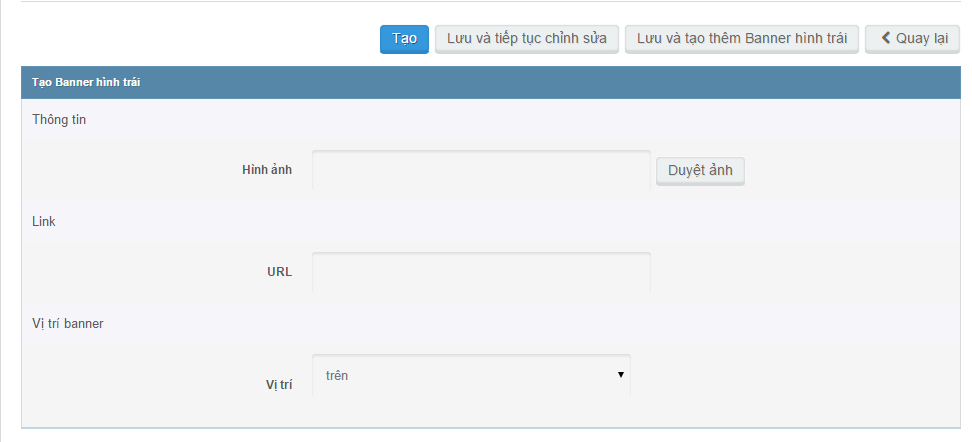 Tạo Lưu và tiếp tục chỉnh sửa Lưu và tạo thêm Banner hình trái Quay lại
Tạo Banner hình trái
Thông tin
Hình ảnh Duyệt ảnh
Link
URL
Vị trí banner
Vị trí trên